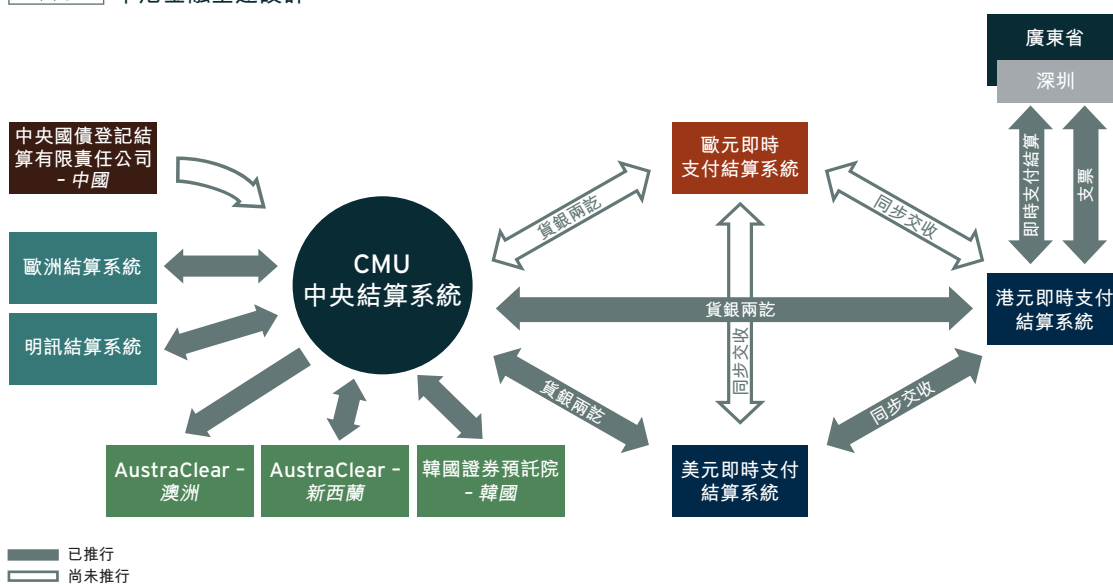 廣東省
深圳
中央國債登記結
算有限責任公司
– 中國
歐元即時
支付結算系統
即時支付結算
支票
貨銀兩訖
同步交收
歐洲結算系統
CMU
中央結算系統
港元即時支付
結算系統
貨銀兩訖
明訊結算系統
同步交收
貨銀兩訖
同步交收
AustraClear –
澳洲
AustraClear –
新西蘭
韓國證券預託院
– 韓國
美元即時支付
結算系統
已推行
尚未推行